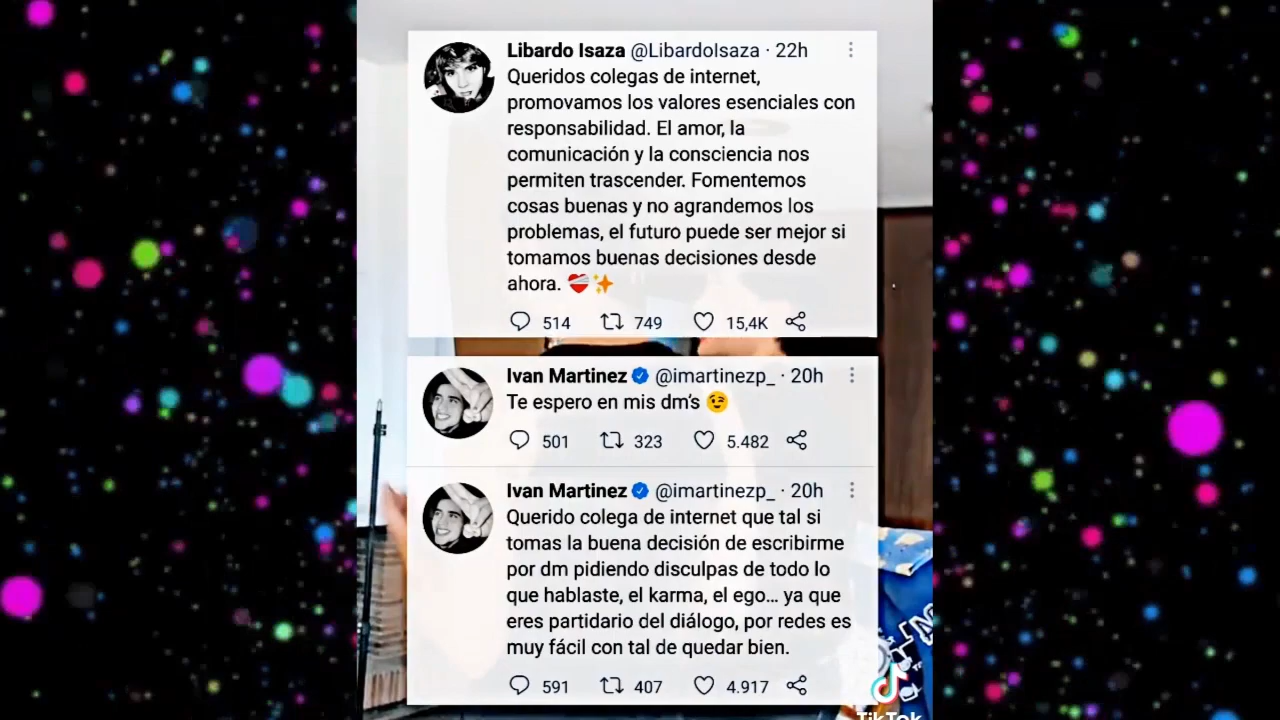 Libardo Isaza @LibardoIsaza · 22h
Queridos colegas de internet,
promovamos los valores esenciales con
responsabilidad. El amor, la
comunicación y la consciencia nos
permiten trascender. Fomentemos
cosas buenas y no agrandemos los
problemas, el futuro puede ser mejor si
tomamos buenas decisiones desde
ahora. ❤️‍🩹✨
514 749 15,4K
Ivan Martinez @imartinezp_ · 20h
Te espero en mis dm's 😉
501 323 5.482
Ivan Martinez @imartinezp_ · 20h
Querido colega de internet que tal si
tomas la buena decisión de escribirme
por dm pidiendo disculpas de todo lo
que hablaste, el karma, el ego... ya que
eres partidario del diálogo, por redes es
muy fácil con tal de quedar bien.
591 407 4.917
TikTok